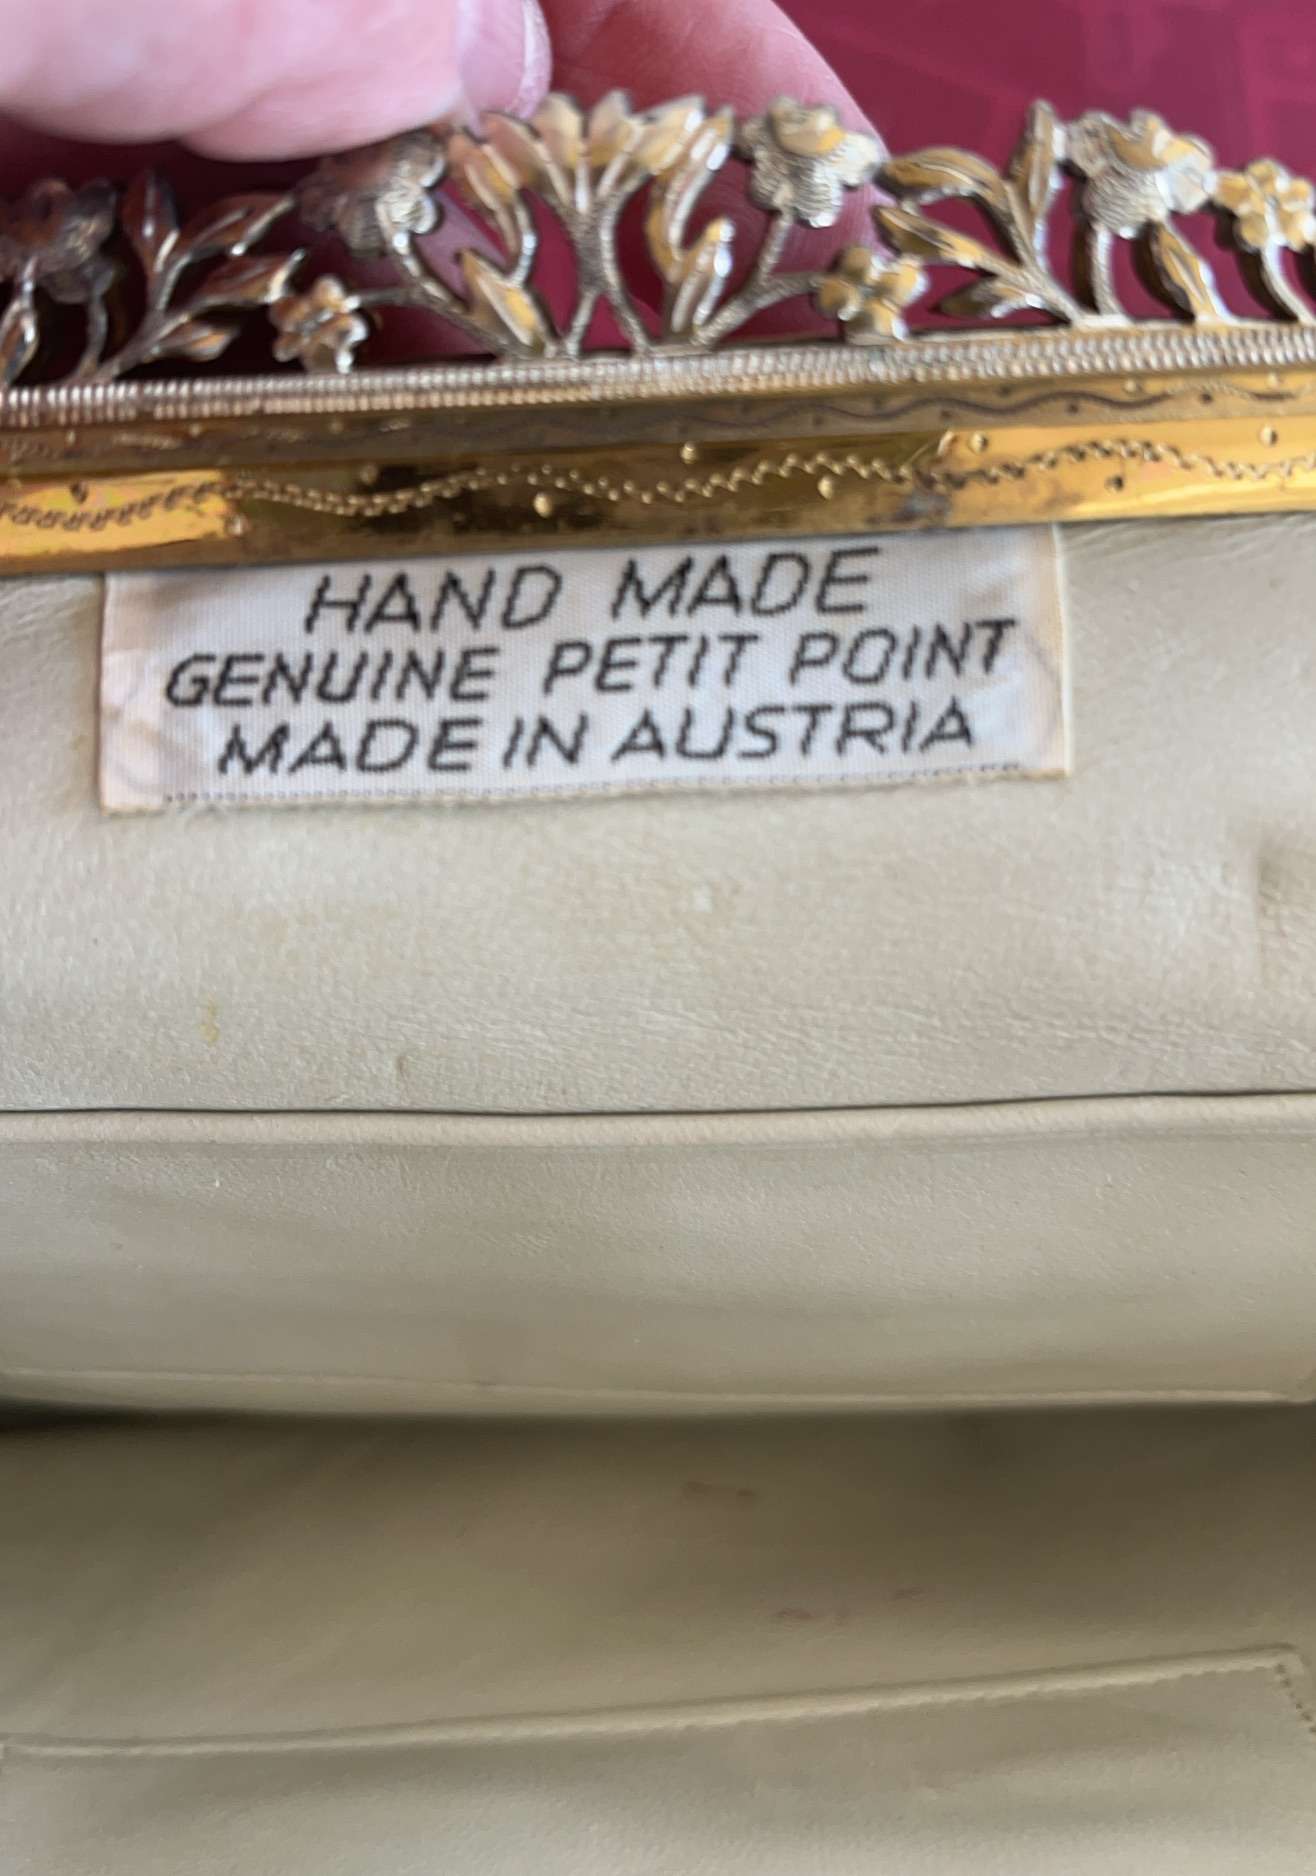 HAND MADE
GENUINE PETIT POINT
MADE IN AUSTRIA